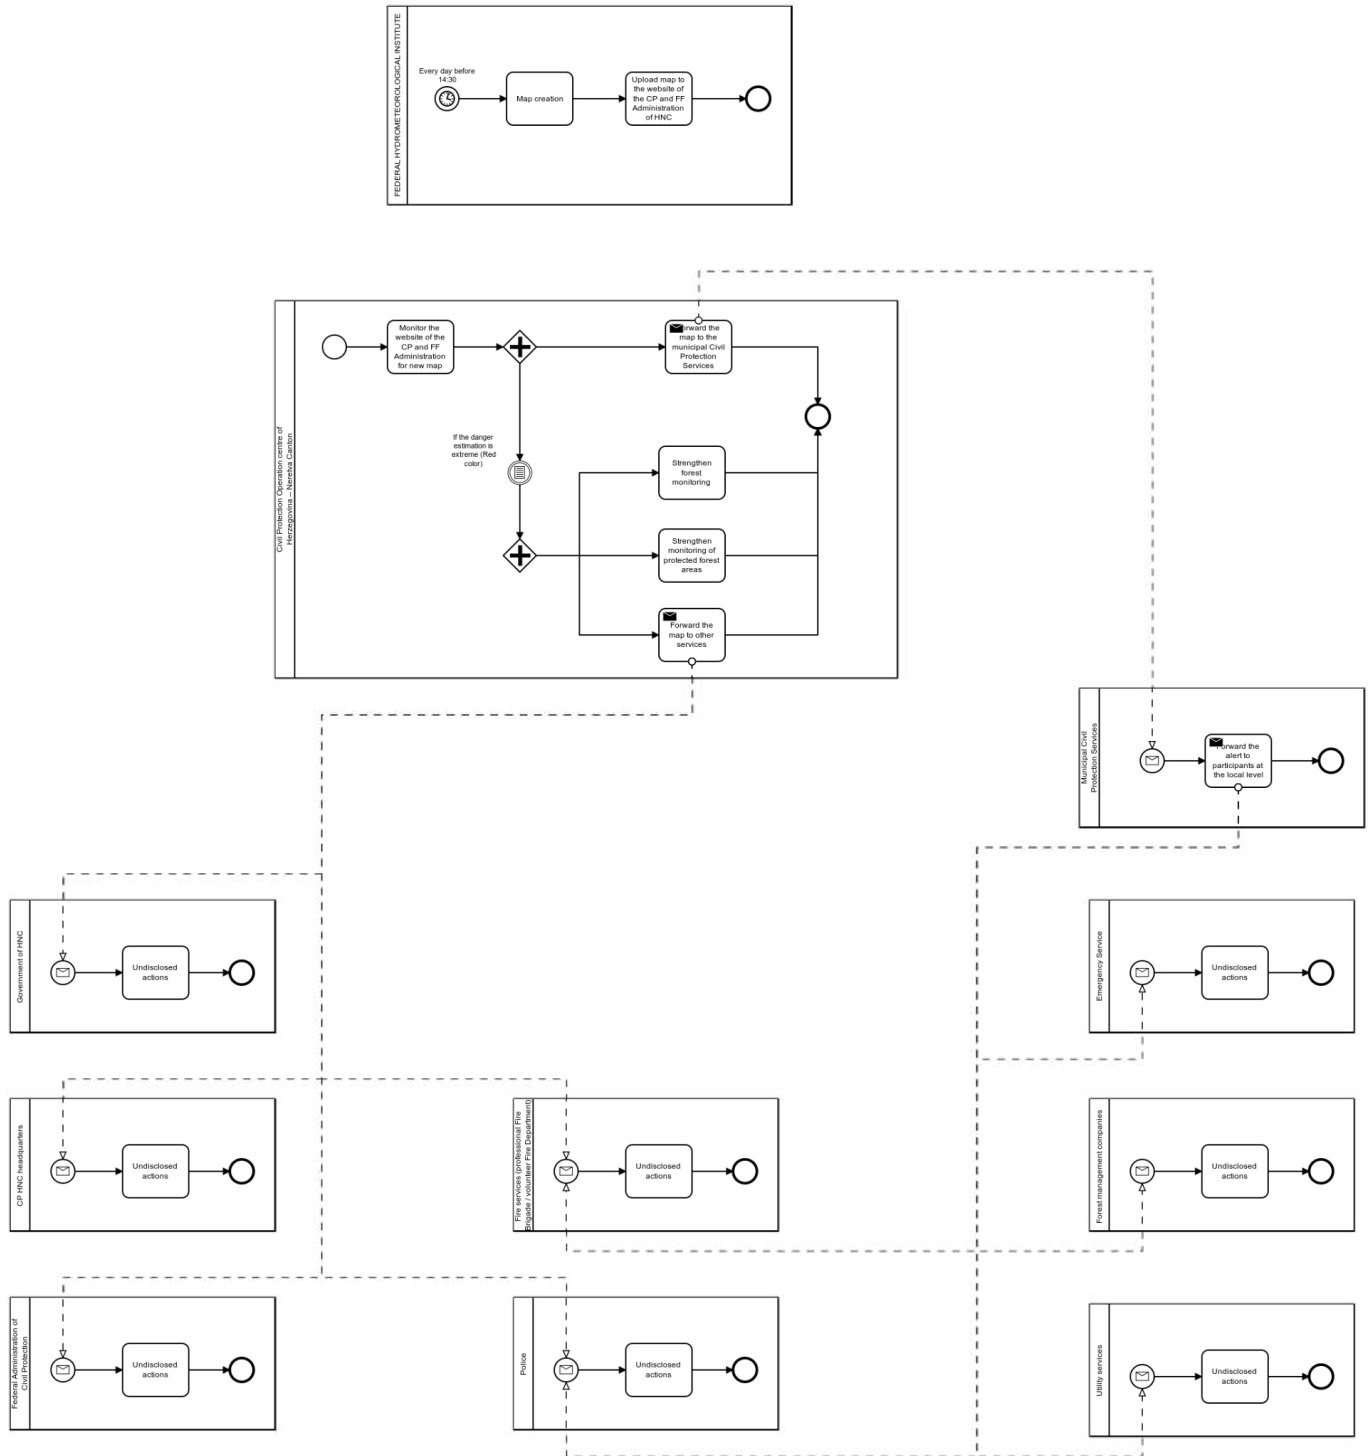 FEDERAL HYDROMETEOROLOGICAL INSTITUTE
Every day before
14:30
Map creation
Upload map to
the website of
the CP and FF
Administration
of HNC
Civil Protection Operation centre of
Herzegovina – Neretva Canton
Monitor the
website of the
CP and FF
Administration
for new map
orward the
map to the
municipal Civil
Protection
Services
If the danger
estimation is
extreme (Red
color)
Strengthen
forest
monitoring
Strengthen
monitoring of
protected forest
areas
Forward the
map to other
services
Municipal Civil
Protection Services
orward the
alert to
participants at
the local level
Government of HNC
Undisclosed
actions
Emergency Service
Undisclosed
actions
CP HNC headquarters
Undisclosed
actions
Fire services (professional Fire
Brigade / volunteer Fire Department)
Undisclosed
actions
Forest management companies
Undisclosed
actions
Federal Administration of
Civil Protection
Undisclosed
actions
Police
Undisclosed
actions
Utility services
Undisclosed
actions